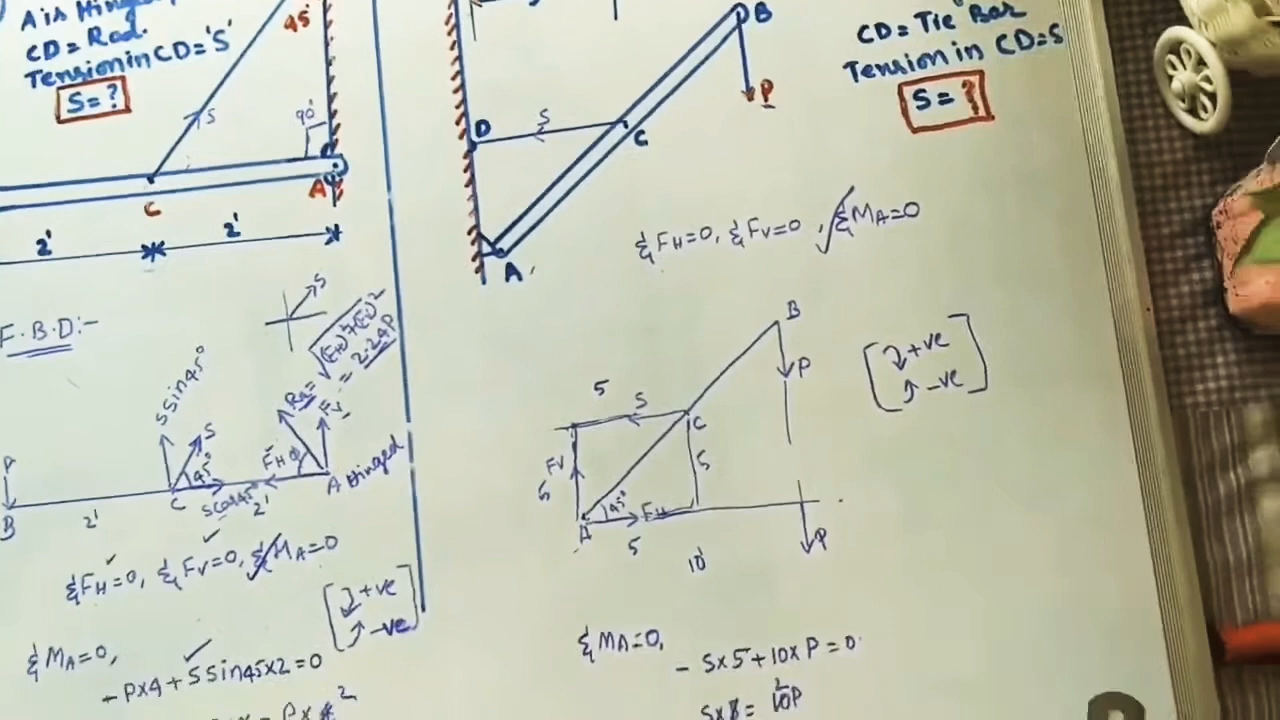 A is Hinged
CD = Rod.
Tension in CD = 'S'
S = ?
45°
S
90°
A
C
2'
2'
F.B.D:-
S
S sin45°
S
45°
S cos45°
P
B
2'
C
2'
FH
RA = √(FH)²+(FV)²
= 2.24P
FV
A Hinged
ΣFH=0, ΣFV=0, ΣMA=0
+ve
-ve
ΣMA=0,
- P×4 + S sin45×2 = 0
B
P
D
S
C
A
CD = Tie Bar
Tension in CD = S
S = ?
ΣFH=0, ΣFV=0, ΣMA=0
B
P
5
S
C
FV
5
5
45°
A
FH
5
10'
P
+ve
-ve
ΣMA=0,
- S×5+10×P = 0